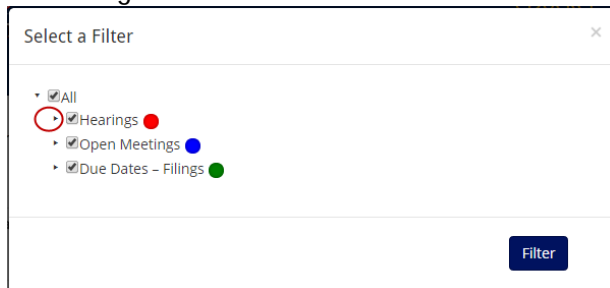 Select a Filter
×
All
Hearings
Open Meetings
Due Dates – Filings
Filter